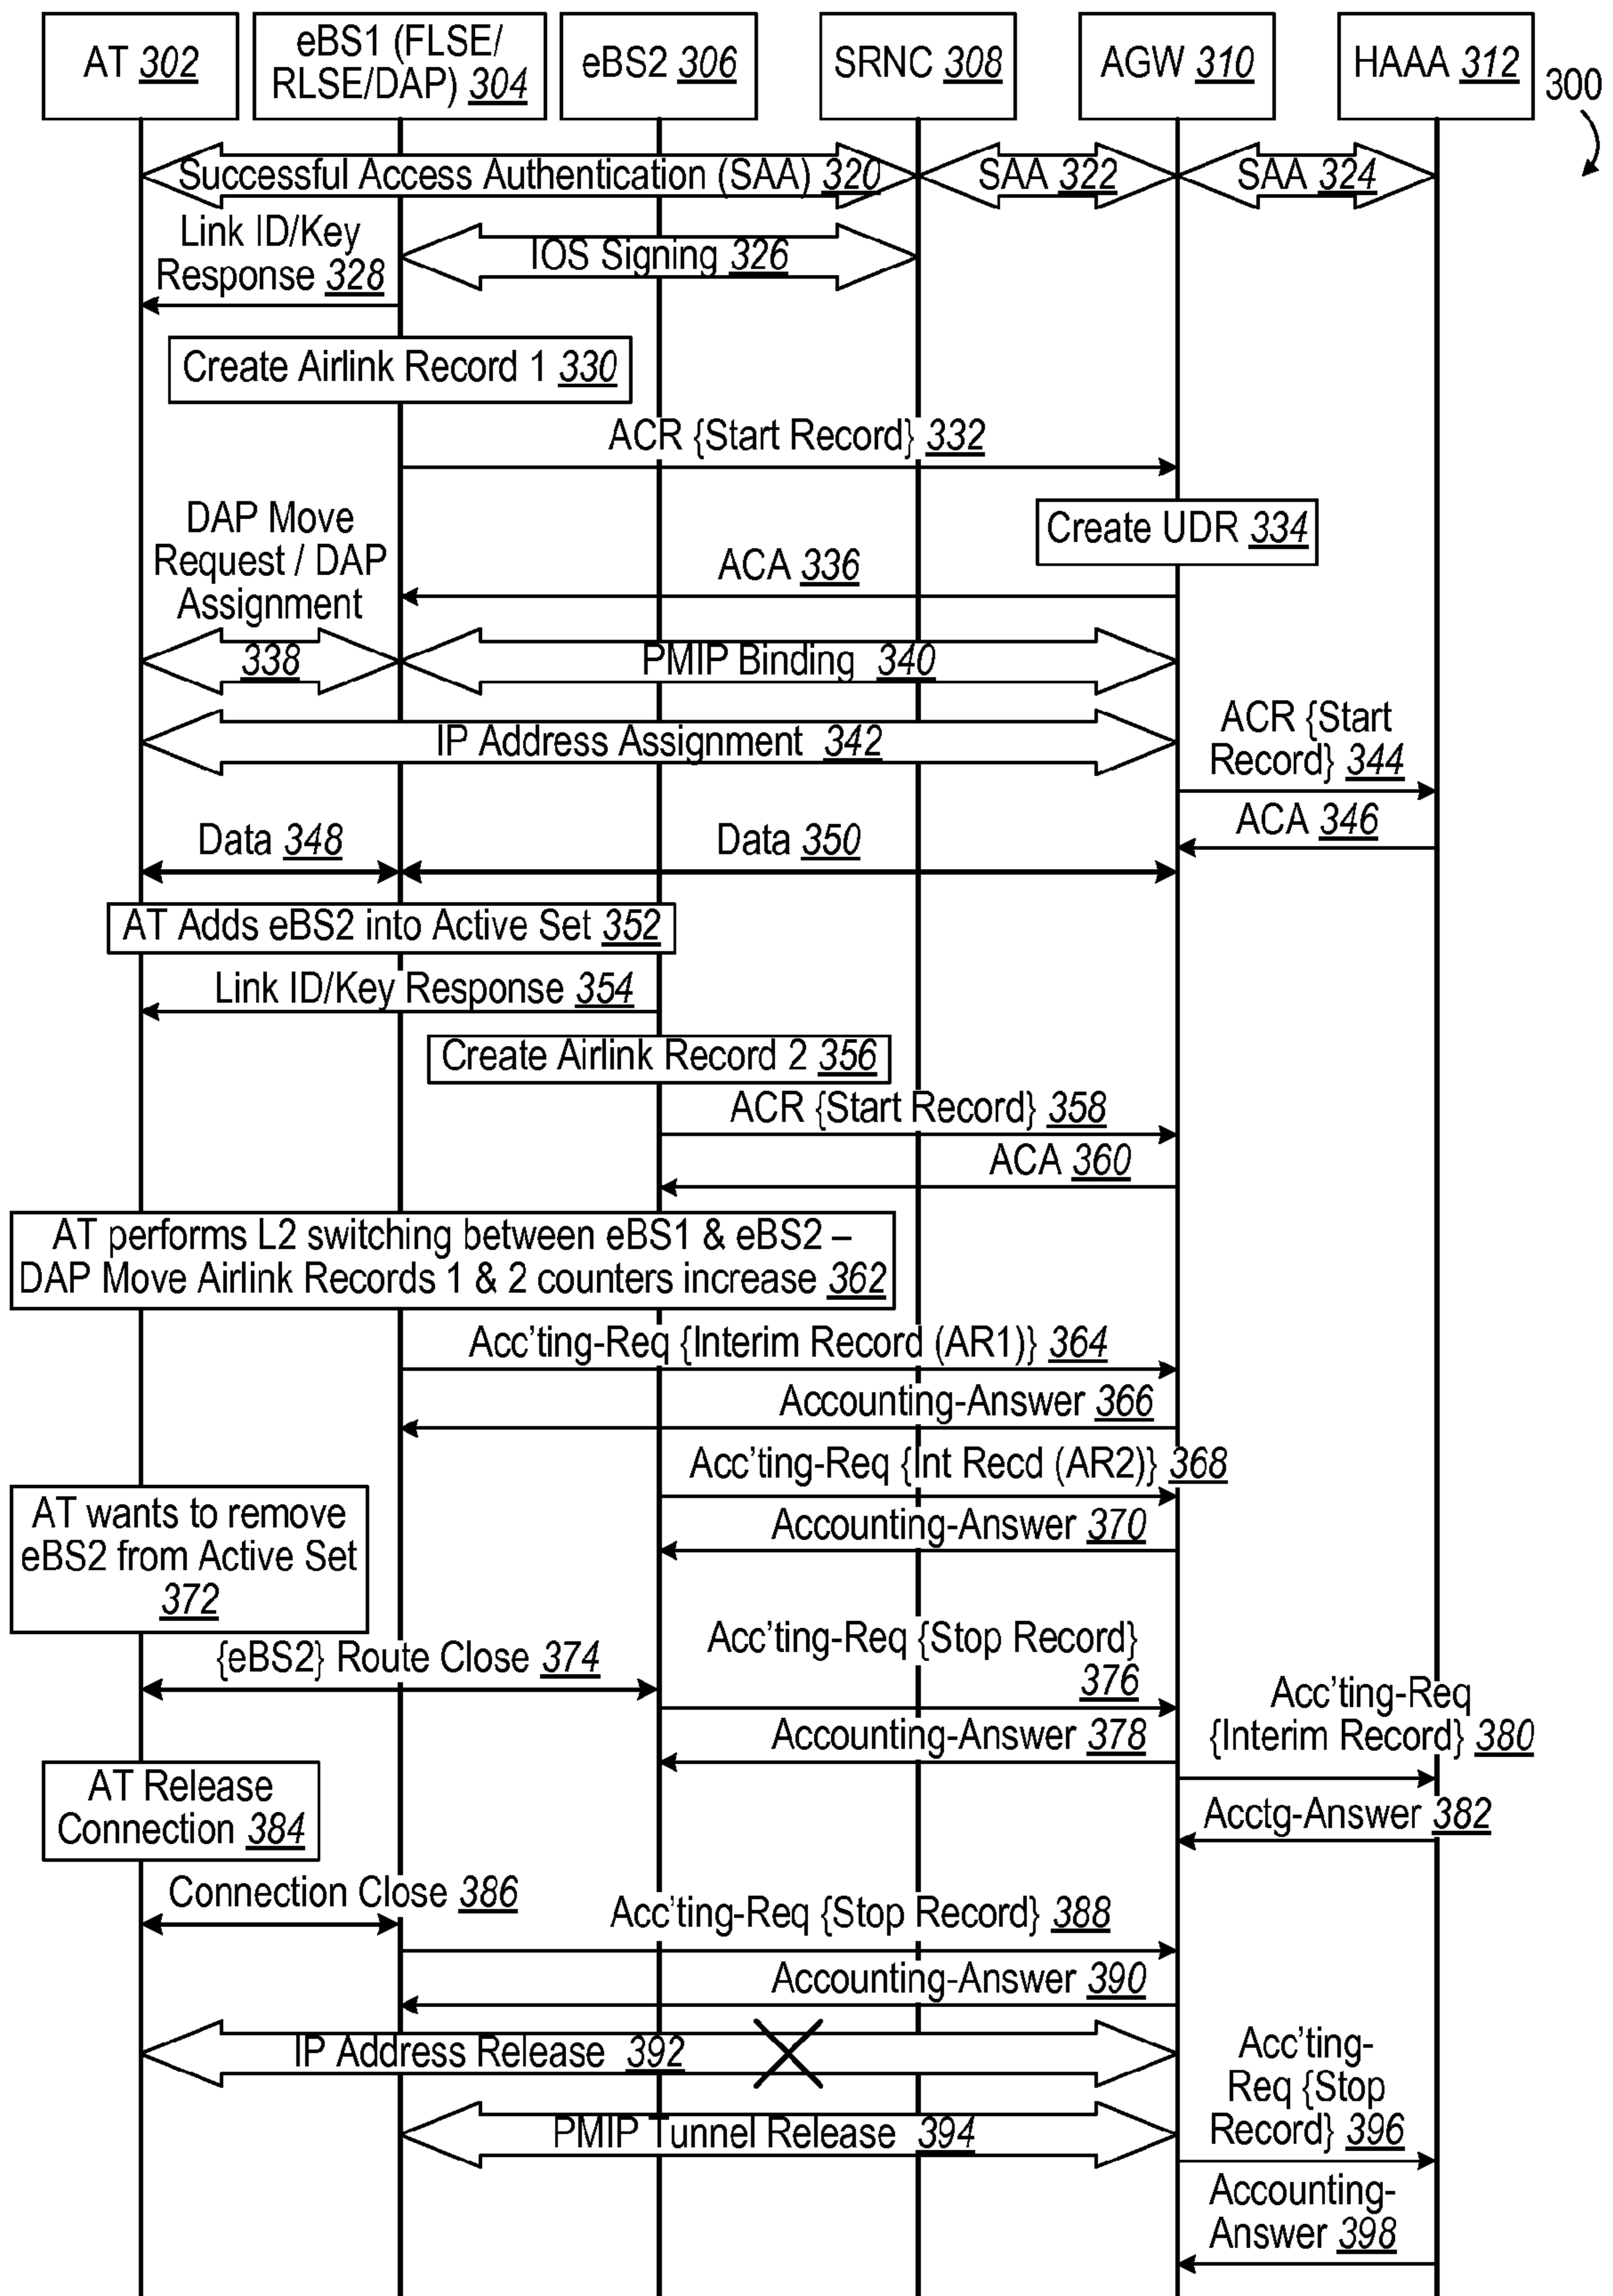 AT 302
eBS1 (FLSE/
RLSE/DAP) 304
eBS2 306
SRNC 308
AGW 310
HAAA 312
300
Successful Access Authentication (SAA) 320
SAA 322
SAA 324
Link ID/Key
Response 328
IOS Signing 326
Create Airlink Record 1 330
ACR {Start Record} 332
Create UDR 334
DAP Move
Request / DAP
Assignment
338
ACA 336
PMIP Binding 340
IP Address Assignment 342
ACR {Start
Record} 344
ACA 346
Data 348
Data 350
AT Adds eBS2 into Active Set 352
Link ID/Key Response 354
Create Airlink Record 2 356
ACR {Start Record} 358
ACA 360
AT performs L2 switching between eBS1 & eBS2 –
DAP Move Airlink Records 1 & 2 counters increase 362
Acc'ting-Req {Interim Record (AR1)} 364
Accounting-Answer 366
Acc'ting-Req {Int Recd (AR2)} 368
Accounting-Answer 370
AT wants to remove
eBS2 from Active Set
372
{eBS2} Route Close 374
Acc'ting-Req {Stop Record}
376
Accounting-Answer 378
Acc'ting-Req
{Interim Record} 380
Acctg-Answer 382
AT Release
Connection 384
Connection Close 386
Acc'ting-Req {Stop Record} 388
Accounting-Answer 390
IP Address Release 392
PMIP Tunnel Release 394
Acc'ting-
Req {Stop
Record} 396
Accounting-
Answer 398